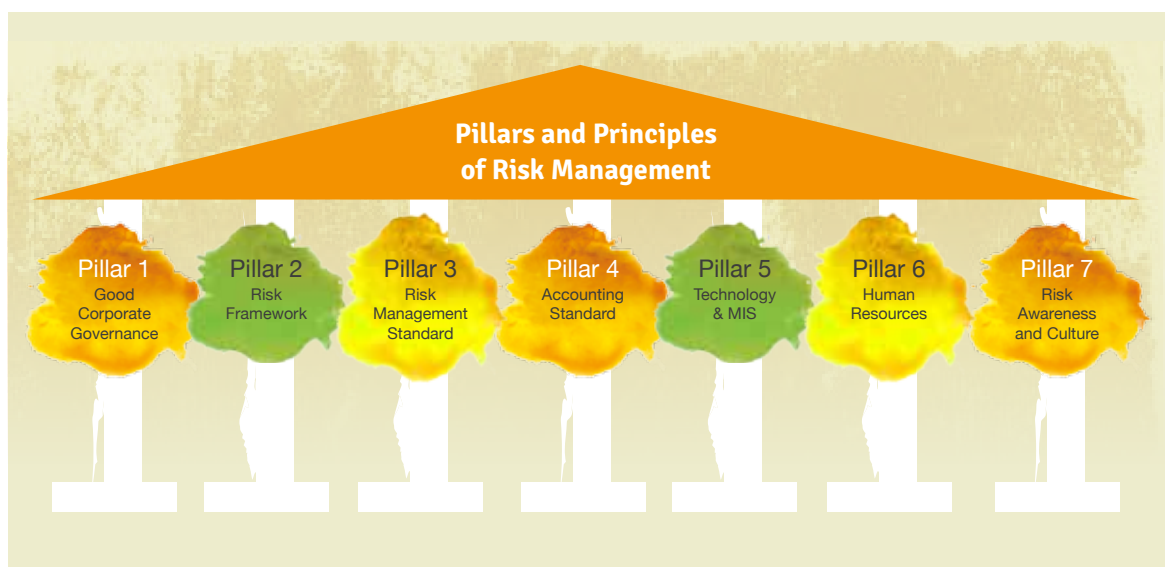 Pillars and Principles
of Risk Management
Pillar 1
Good
Corporate
Governance
Pillar 2
Risk
Framework
Pillar 3
Risk
Management
Standard
Pillar 4
Accounting
Standard
Pillar 5
Technology
& MIS
Pillar 6
Human
Resources
Pillar 7
Risk
Awareness
and Culture